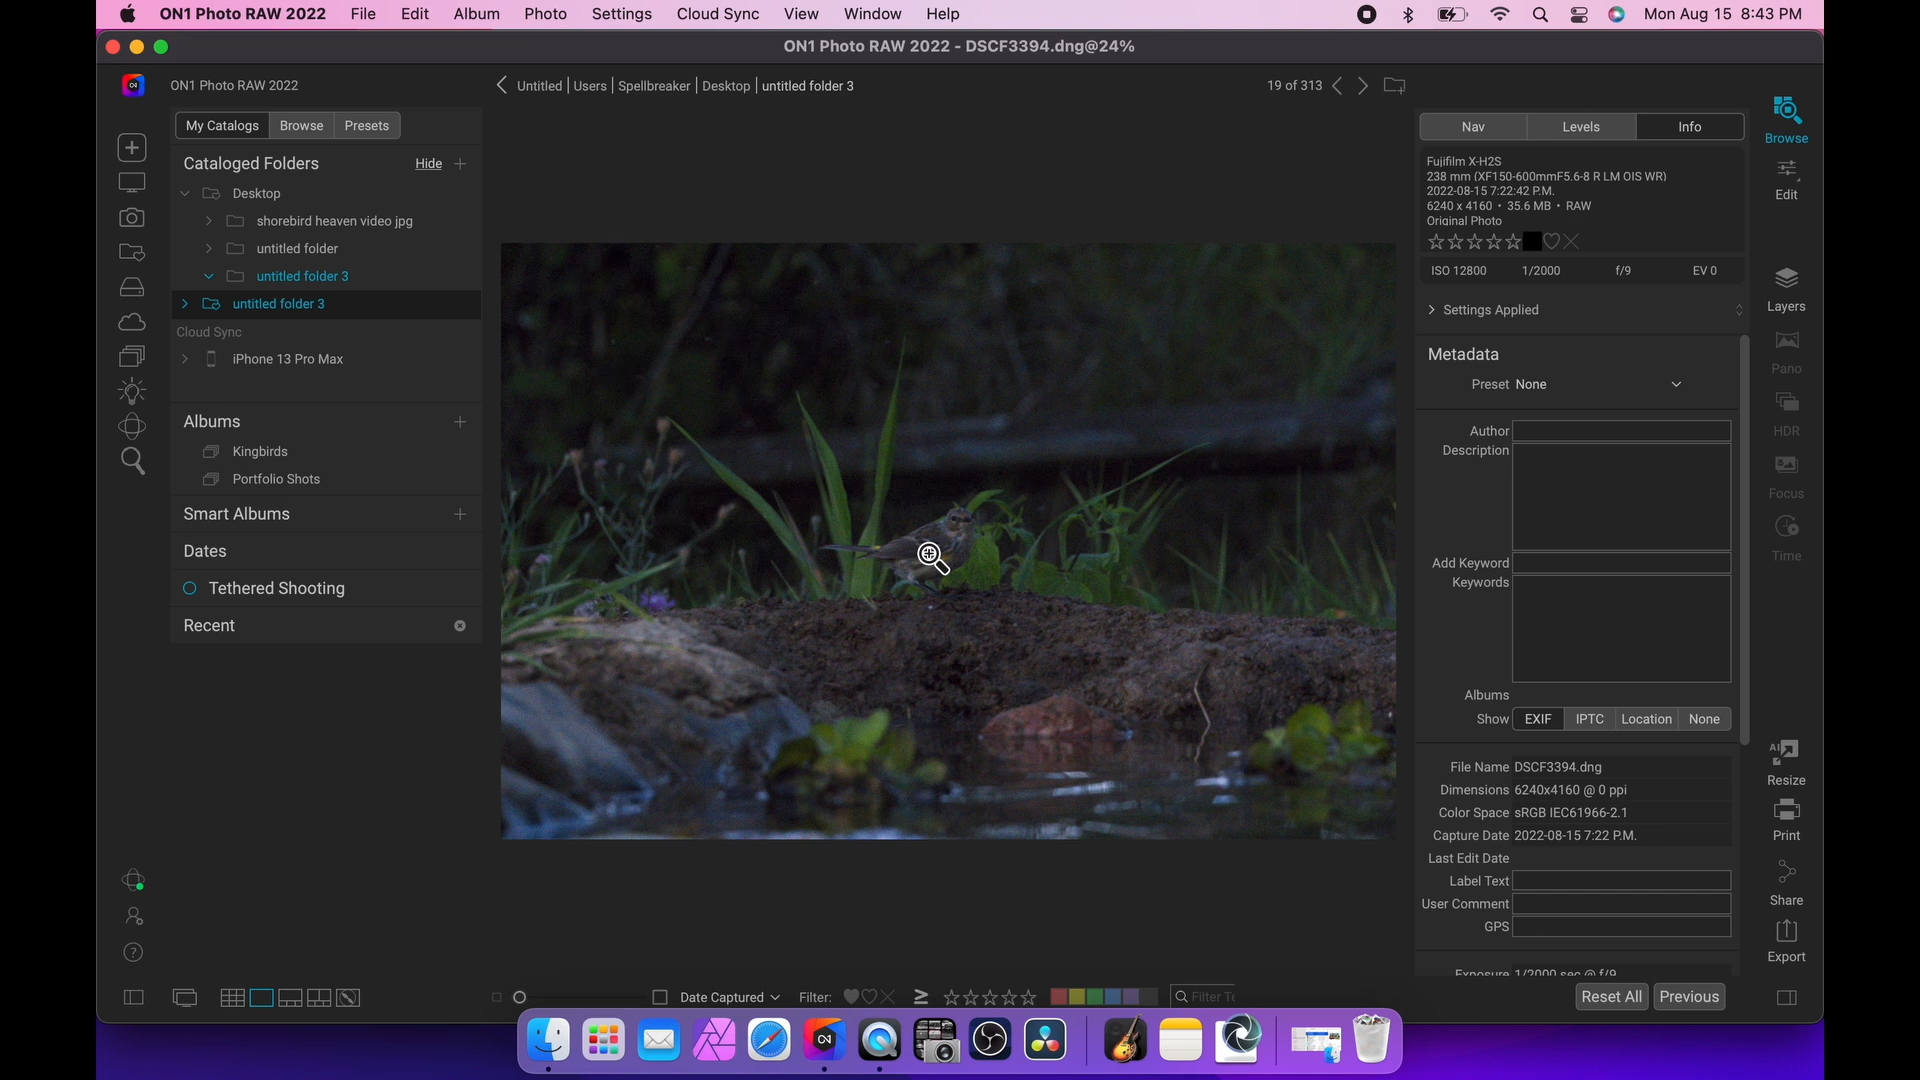 ON1 Photo RAW 2022 File Edit Album Photo Settings Cloud Sync View Window Help Mon Aug 15 8:43 PM
ON1 Photo RAW 2022 - DSCF3394.dng@24%
ON1 Photo RAW 2022
Untitled | Users | Spellbreaker | Desktop | untitled folder 3
19 of 313
My Catalogs Browse Presets
Cataloged Folders Hide
Desktop
shorebird heaven video jpg
untitled folder
untitled folder 3
untitled folder 3
Cloud Sync
iPhone 13 Pro Max
Albums
Kingbirds
Portfolio Shots
Smart Albums
Dates
Tethered Shooting
Recent
Date Captured Filter: Filter Te
Nav Levels Info
Fujifilm X-H2S
238 mm (XF150-600mmF5.6-8 R LM OIS WR)
2022-08-15 7:22:42 P.M.
6240 x 4160 • 35.6 MB • RAW
Original Photo
ISO 12800 1/2000 f/9 EV 0
Settings Applied
Metadata
Preset None
Author
Description
Add Keyword
Keywords
Albums
Show EXIF IPTC Location None
File Name DSCF3394.dng
Dimensions 6240x4160 @ 0 ppi
Color Space sRGB IEC61966-2.1
Capture Date 2022-08-15 7:22 P.M.
Last Edit Date
Label Text
User Comment
GPS
Exposure 1/2000 sec @ f/9
Reset All Previous
Browse
Edit
Layers
Pano
HDR
Focus
Time
AI
Resize
Print
Share
Export